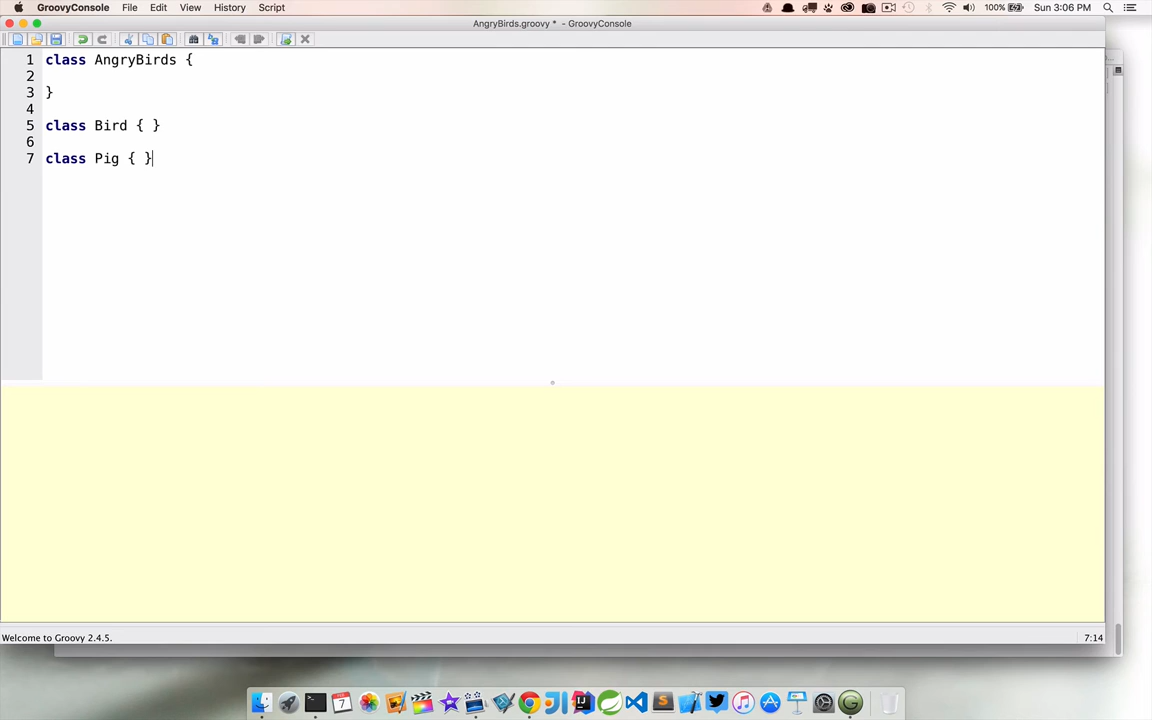 GroovyConsole File Edit View History Script 100% Sun 3:06 PM
AngryBirds.groovy * - GroovyConsole
1 class AngryBirds {
2
3 }
4
5 class Bird { }
6
7 class Pig { }
Welcome to Groovy 2.4.5. 7:14